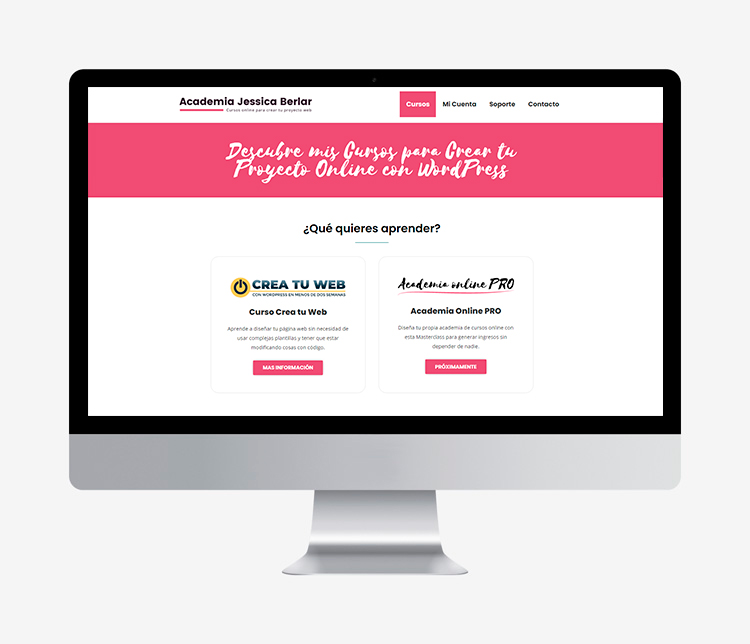 Academia Jessica Berlar
Cursos online para crear tu proyecto web
Cursos Mi Cuenta Soporte Contacto
Descubre mis Cursos para Crear tu
Proyecto Online con WordPress
¿Qué quieres aprender?
CREA TU WEB
CON WORDPRESS EN MENOS DE DOS SEMANAS
Curso Crea tu Web
Aprende a diseñar tu página web sin necesidad de
usar complejas plantillas y tener que estar
modificando cosas con código.
MAS INFORMACIÓN
Academia online PRO
Academia Online PRO
Diseña tu propia academia de cursos online con
esta Masterclass para generar ingresos sin
depender de nadie.
PRÓXIMAMENTE